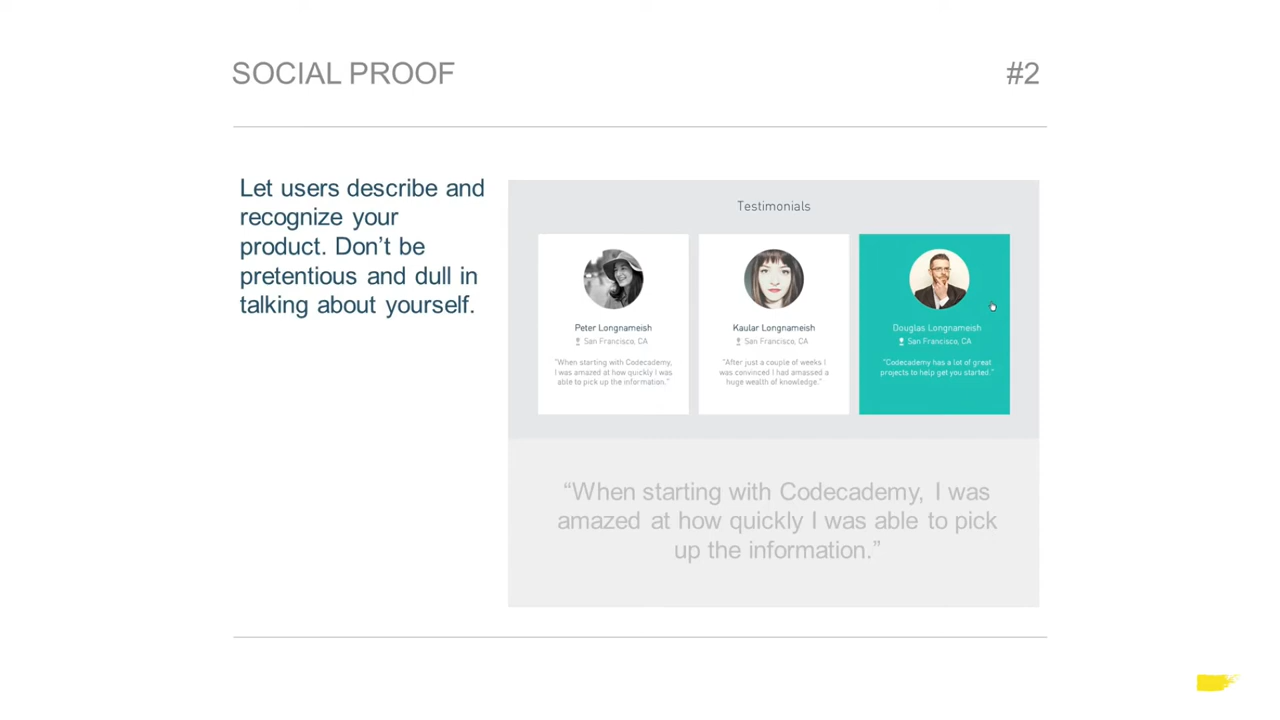 SOCIAL PROOF
#2
Let users describe and
recognize your
product. Don’t be
pretentious and dull in
talking about yourself.
Testimonials
Peter Longnameish
San Francisco, CA
“When starting with Codecademy,
I was amazed at how quickly I was
able to pick up the information.”
Kaular Longnameish
San Francisco, CA
“After just a couple of weeks I
was convinced I had amassed a
huge wealth of knowledge.”
Douglas Longnameish
San Francisco, CA
“Codecademy has a lot of great
projects to help get you started.”
“When starting with Codecademy, I was
amazed at how quickly I was able to pick
up the information.”